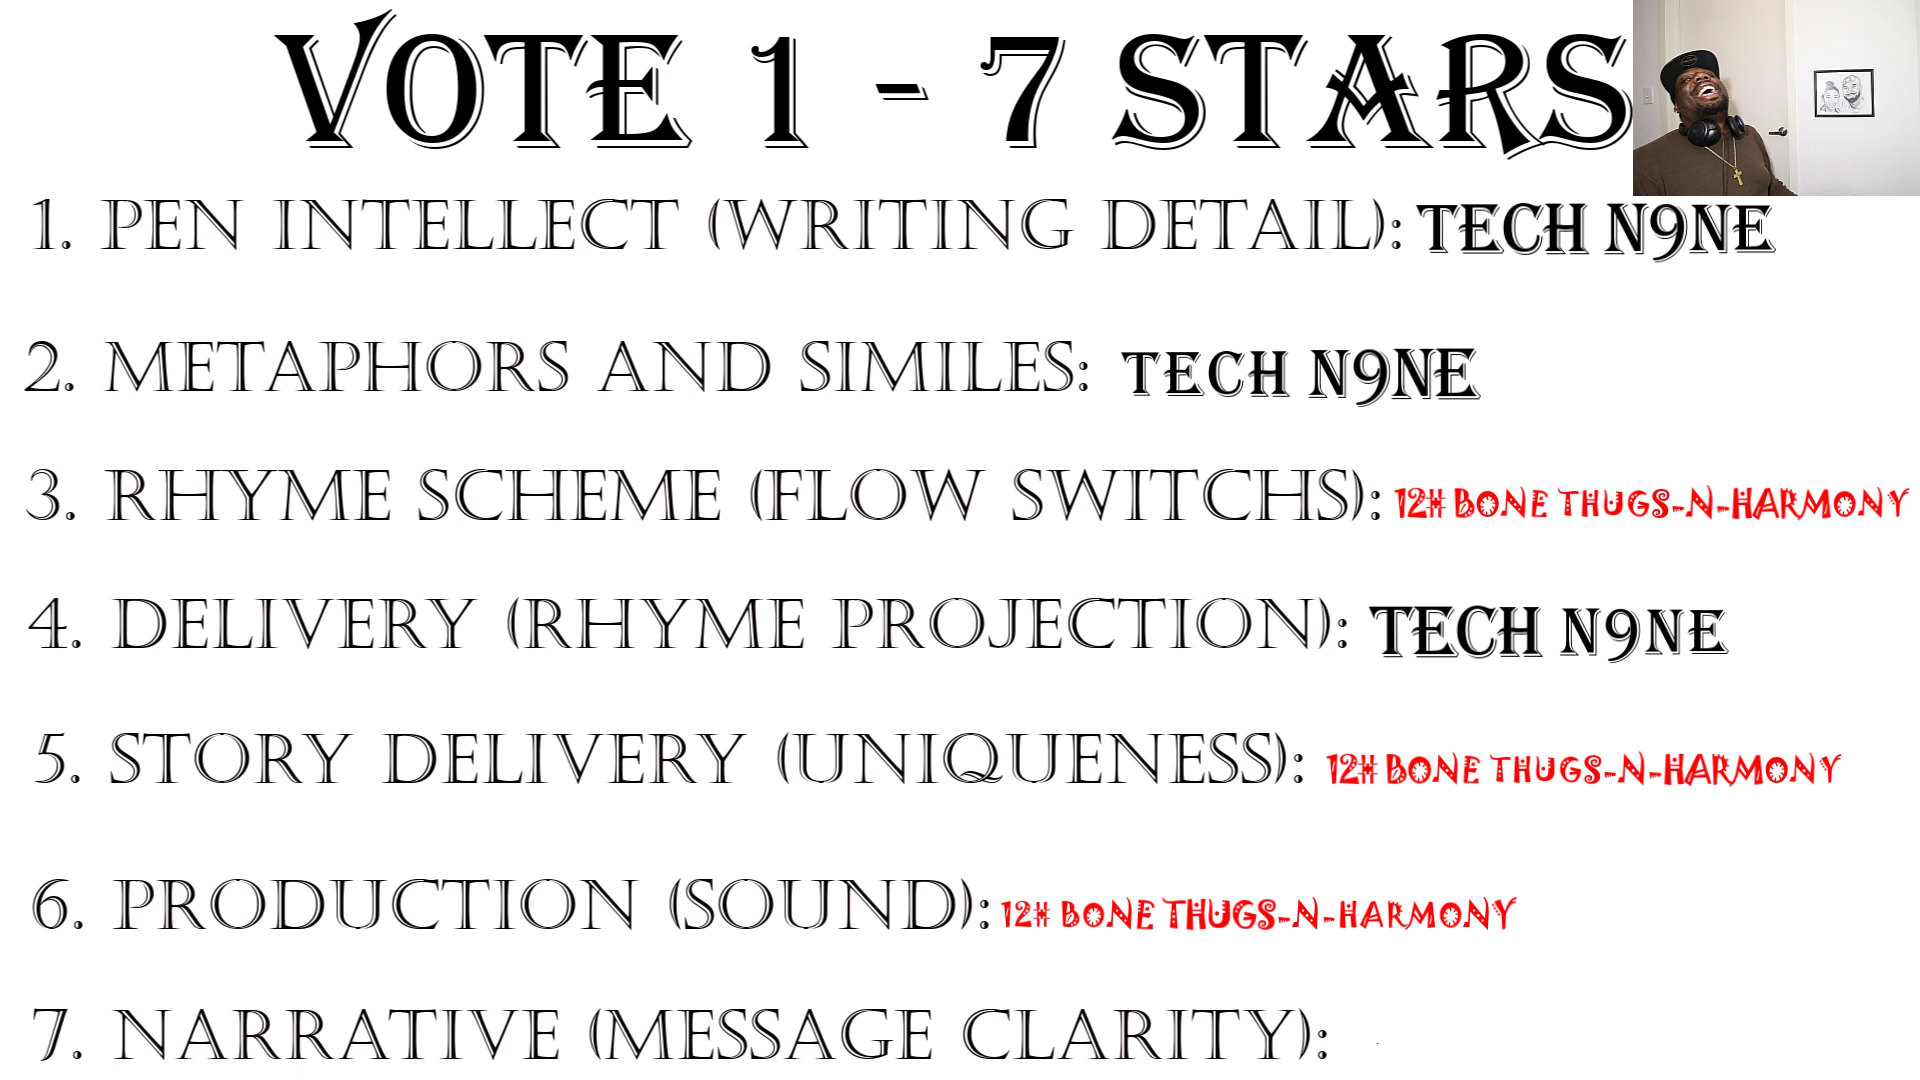 VOTE 1 - 7 STARS
1. PEN INTELLECT (WRITING DETAIL): TECH N9NE
2. METAPHORS AND SIMILES: TECH N9NE
3. RHYME SCHEME (FLOW SWITCHS): 12# BONE THUGS-N-HARMONY
4. DELIVERY (RHYME PROJECTION): TECH N9NE
5. STORY DELIVERY (UNIQUENESS): 12# BONE THUGS-N-HARMONY
6. PRODUCTION (SOUND): 12# BONE THUGS-N-HARMONY
7. NARRATIVE (MESSAGE CLARITY):